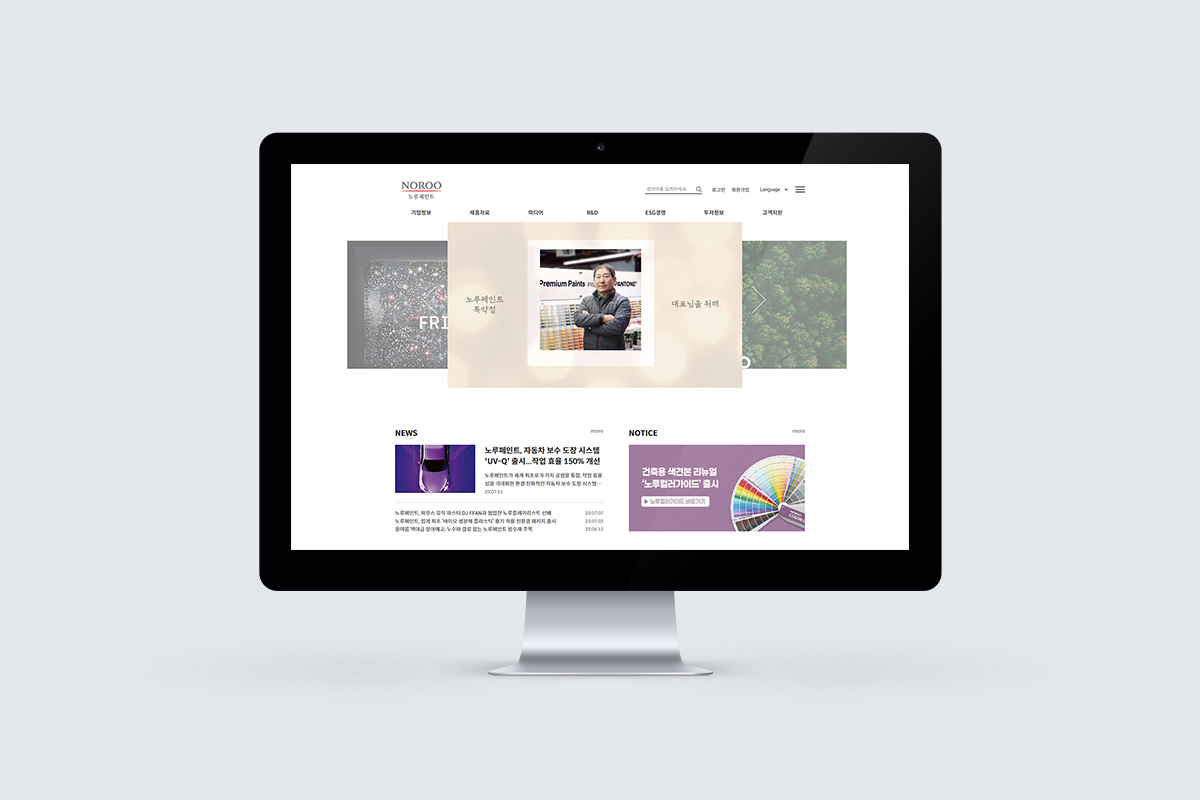 NOROO
노루페인트
검색어를 입력하세요
로그인 회원가입 Language
기업정보 제품자료 미디어 R&D ESG경영 투자정보 고객지원
FRI
노루페인트
특약점
Premium Paints PANTONE
대표님을 위해
NEWS more
노루페인트, 자동차 보수 도장 시스템
'UV-Q' 출시...작업 효율 150% 개선
노루페인트가 세계 최초로 두가지 공정을 통합, 작업 효율
성을 극대화한 환경 친화적인 자동차 보수 도장 시스템…
23.07.11
노루페인트, 하우스 뮤직 마스터 DJ FFAN과 협업한 노루플레이리스트 선봬 23.07.07
노루페인트, 업계 최초 '바이오 생분해 플라스틱' 용기 적용 친환경 패키지 출시 23.07.03
올여름 역대급 장마예고, 누수와 결로 잡는 노루페인트 방수재 주목 23.06.13
NOTICE more
건축용 색견본 리뉴얼
'노루컬러가이드' 출시
▶ 노루컬러가이드 바로가기
NOROO